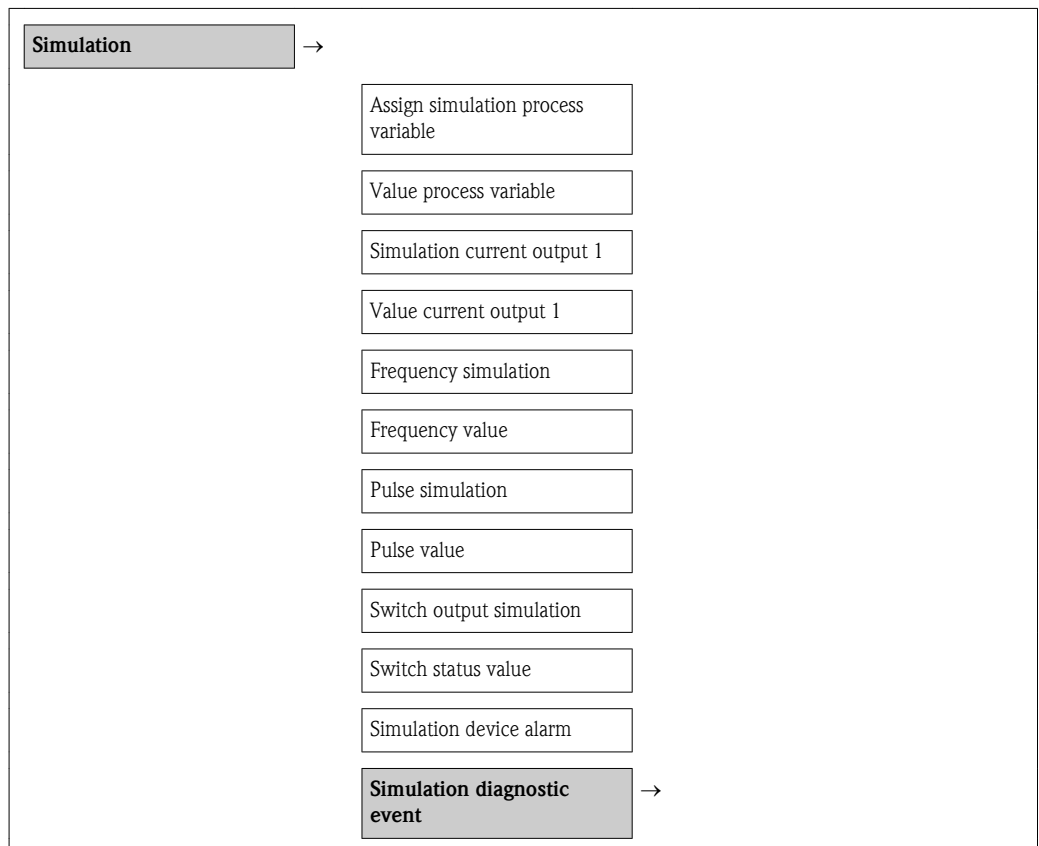 Simulation →
Assign simulation process
variable
Value process variable
Simulation current output 1
Value current output 1
Frequency simulation
Frequency value
Pulse simulation
Pulse value
Switch output simulation
Switch status value
Simulation device alarm
Simulation diagnostic →
event